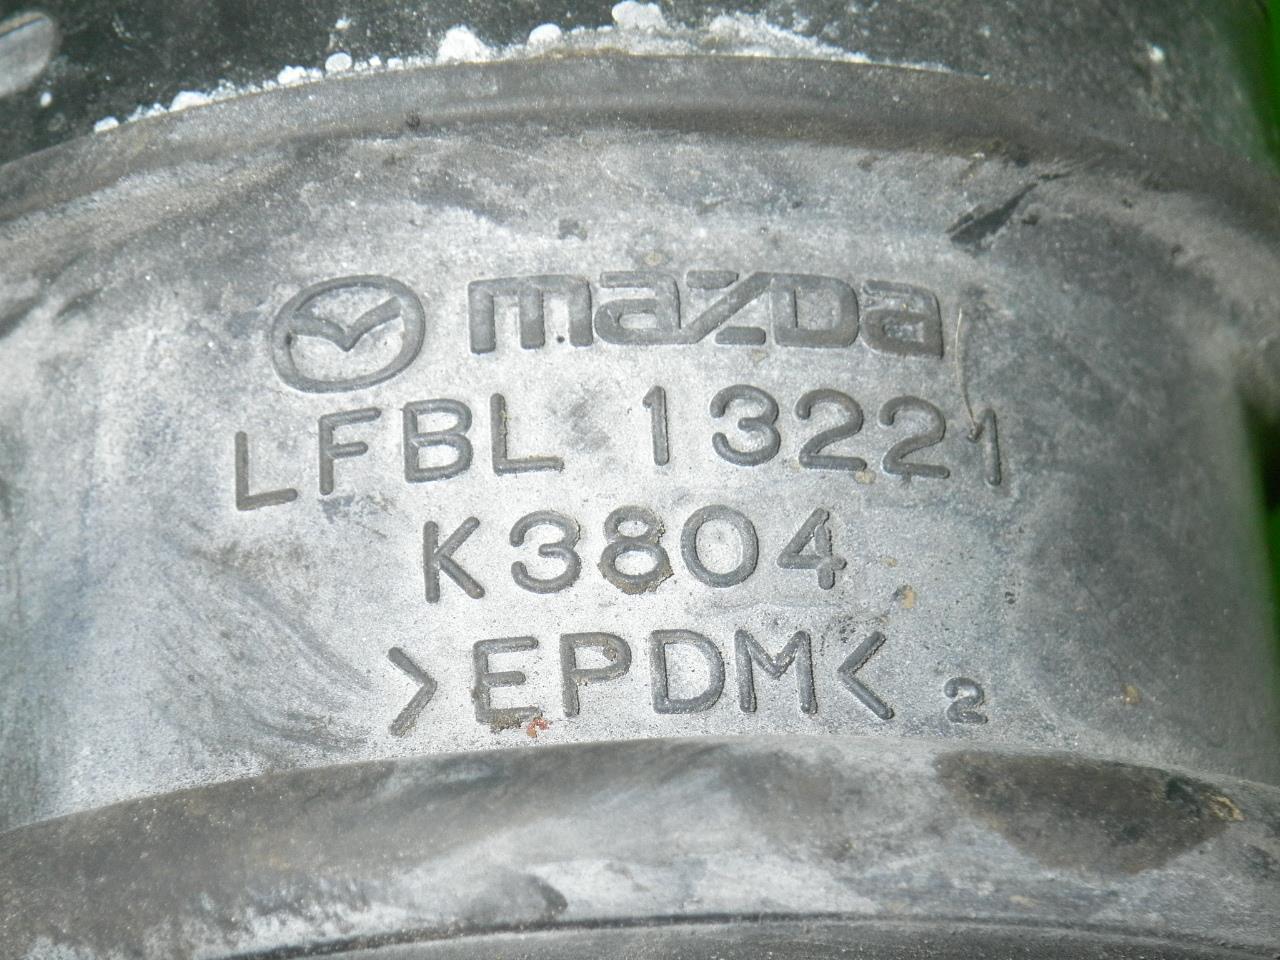 mazda
LFBL 13221
K3804
>EPDM< 2